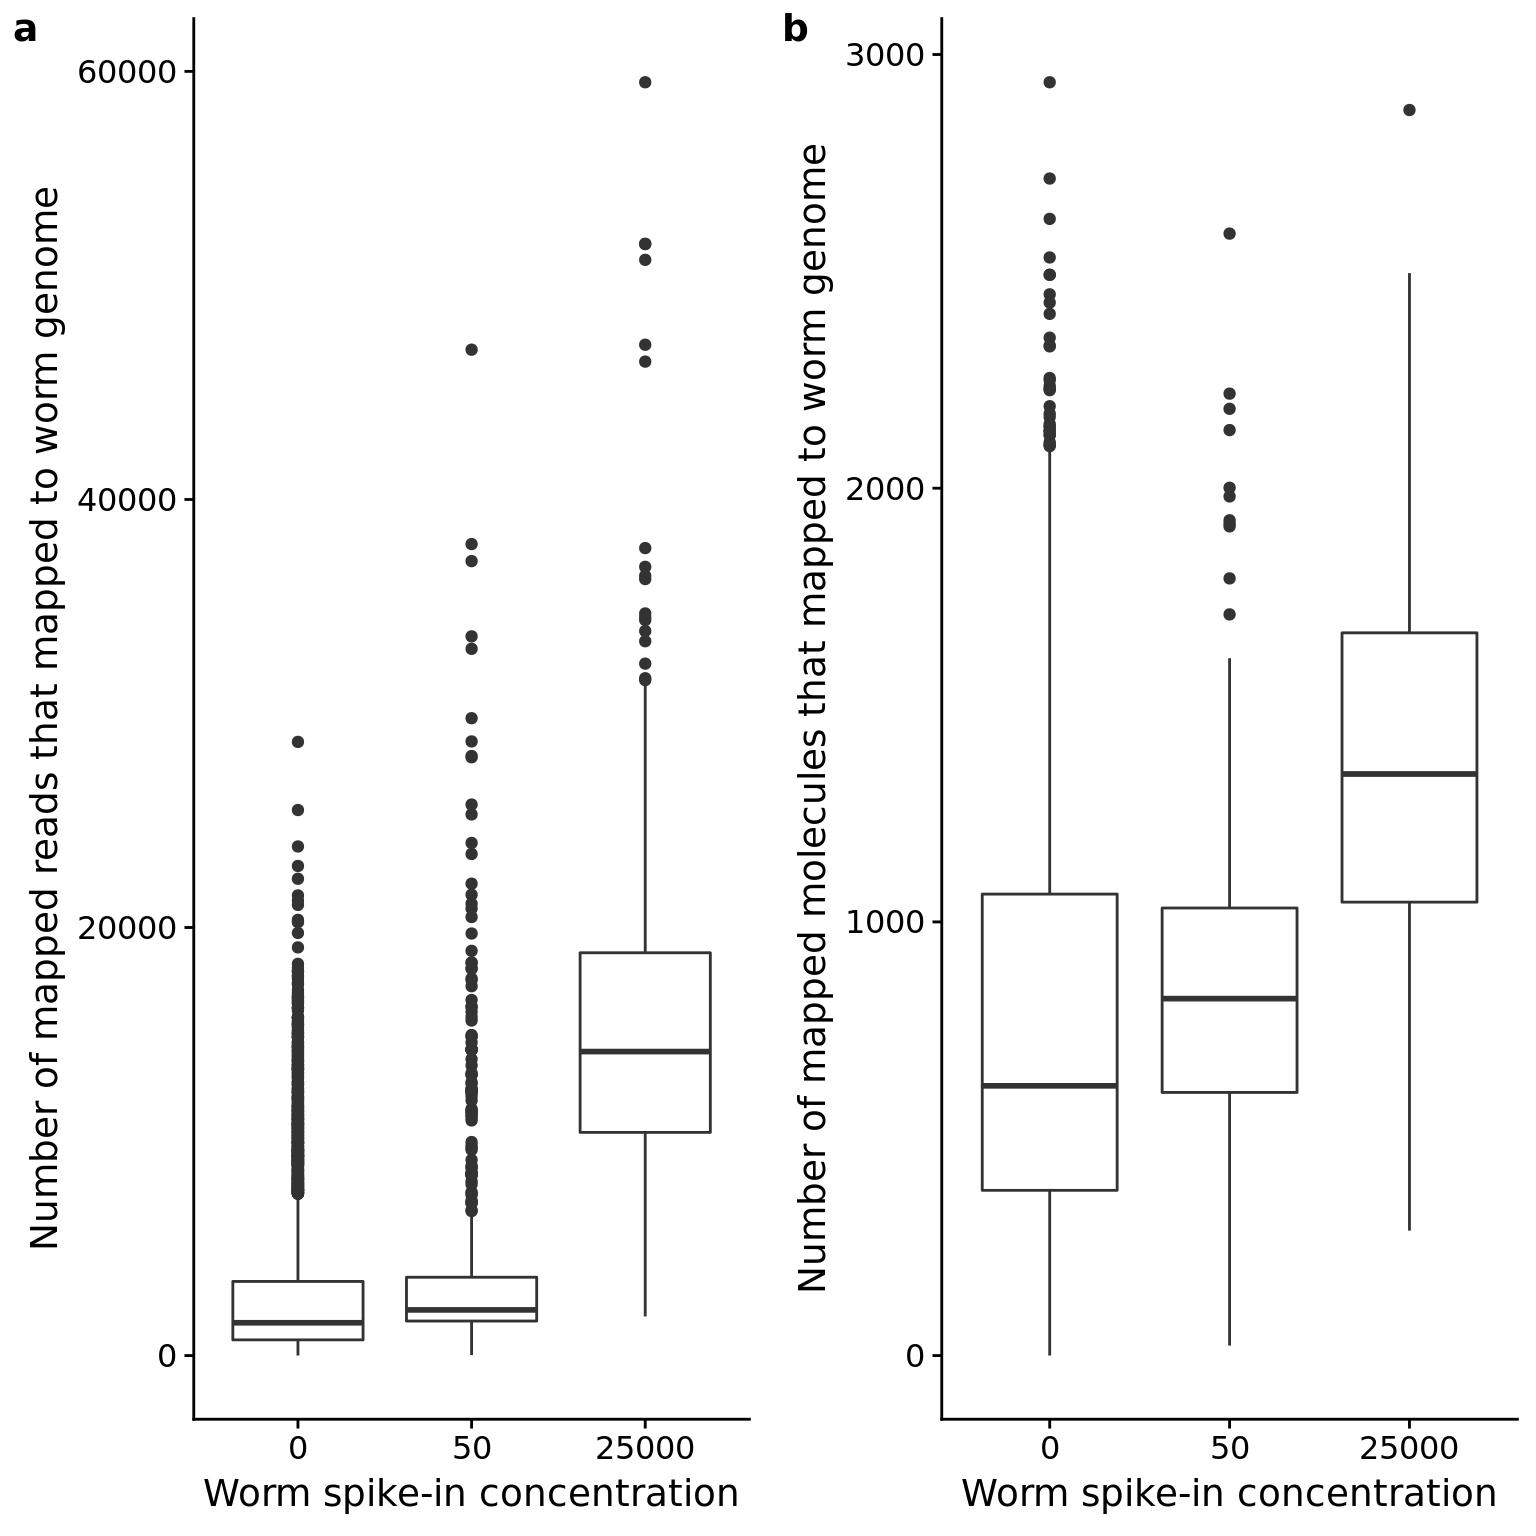 a
Number of mapped reads that mapped to worm genome
60000
40000
20000
0
0 50 25000
Worm spike-in concentration
b
Number of mapped molecules that mapped to worm genome
3000
2000
1000
0
0 50 25000
Worm spike-in concentration